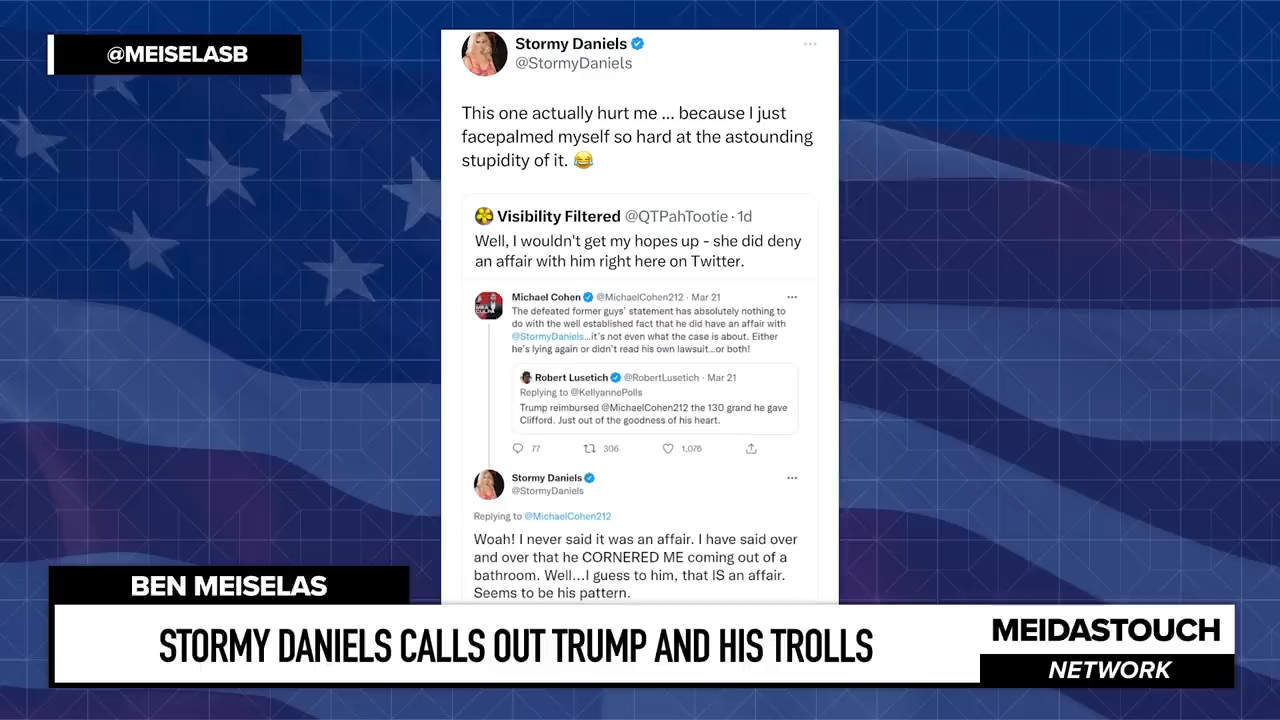 @MEISELASB
Stormy Daniels
@StormyDaniels
This one actually hurt me ... because I just
facepalmed myself so hard at the astounding
stupidity of it. 😂
Visibility Filtered @QTPahTootie · 1d
Well, I wouldn't get my hopes up - she did deny
an affair with him right here on Twitter.
Michael Cohen @MichaelCohen212 · Mar 21
The defeated former guys' statement has absolutely nothing to
do with the well established fact that he did have an affair with
@StormyDaniels...it's not even what the case is about. Either
he's lying again or didn't read his own lawsuit...or both!
Robert Lusetich @RobertLusetich · Mar 21
Replying to @KellyannePolls
Trump reimbursed @MichaelCohen212 the 130 grand he gave
Clifford. Just out of the goodness of his heart.
77 306 1,076
Stormy Daniels
@StormyDaniels
Replying to @MichaelCohen212
Woah! I never said it was an affair. I have said over
and over that he CORNERED ME coming out of a
bathroom. Well...I guess to him, that IS an affair.
Seems to be his pattern.
BEN MEISELAS
STORMY DANIELS CALLS OUT TRUMP AND HIS TROLLS
MEIDASTOUCH
NETWORK